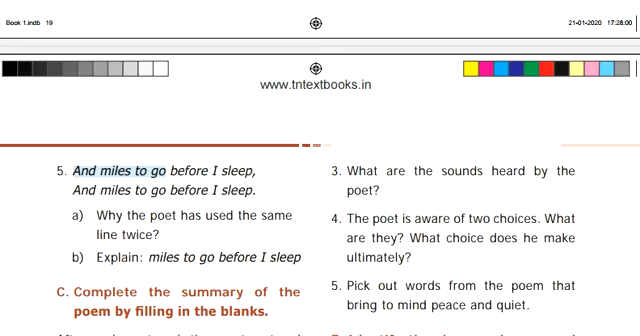 Book 1.indb 19
21-01-2020 17:28:00
www.tntextbooks.in
5. And miles to go before I sleep,
And miles to go before I sleep.
a) Why the poet has used the same
line twice?
b) Explain: miles to go before I sleep
C. Complete the summary of the
poem by filling in the blanks.
3. What are the sounds heard by the
poet?
4. The poet is aware of two choices. What
are they? What choice does he make
ultimately?
5. Pick out words from the poem that
bring to mind peace and quiet.